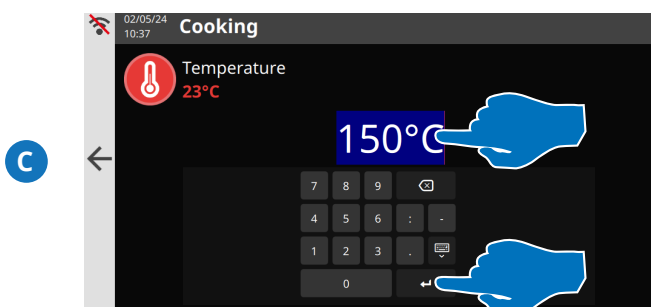 02/05/24
10:37
Cooking
Temperature
23°C
150°C
C
7 8 9
4 5 6 : -
1 2 3 .
0